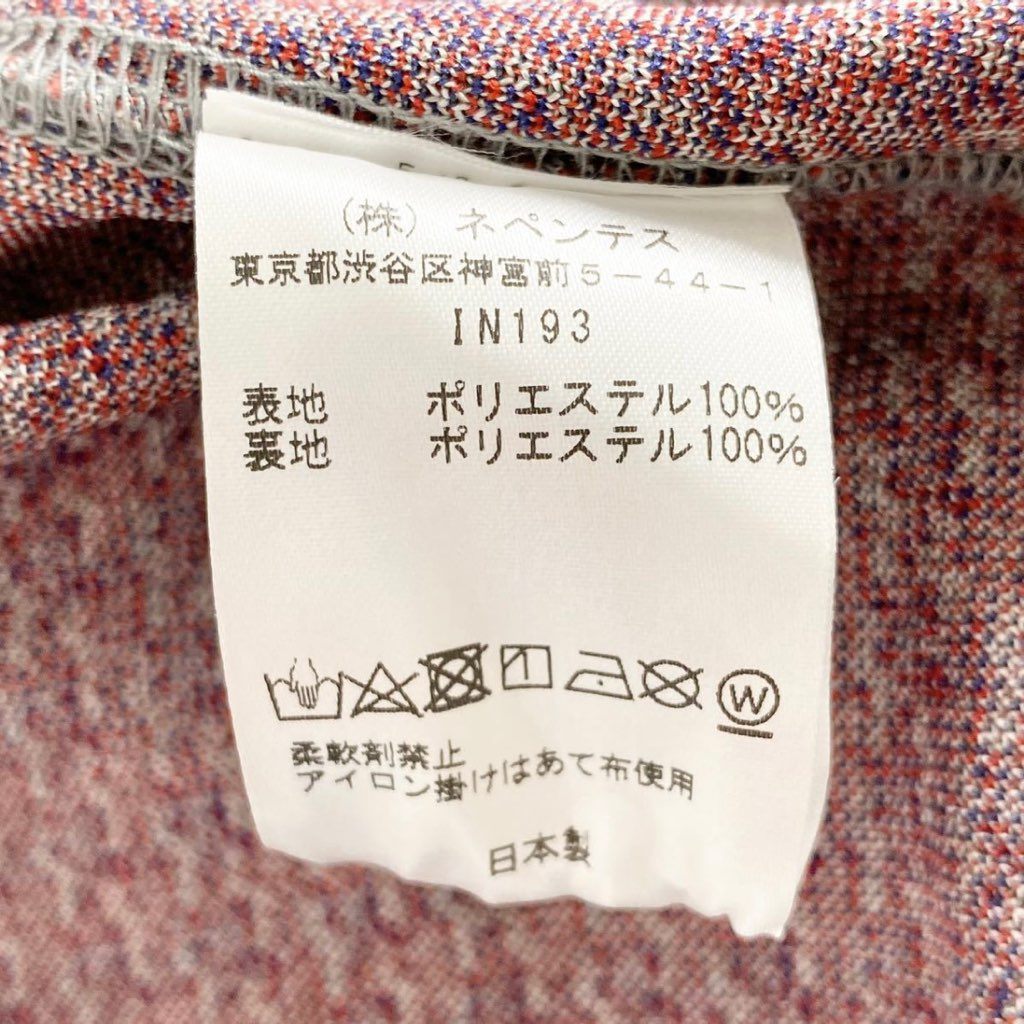 (株) ネペンテス
東京都渋谷区神宮前5-44-1
IN193
表地 ポリエステル100%
裏地 ポリエステル100%
W
柔軟剤禁止
アイロン掛けはあて布使用
日本製